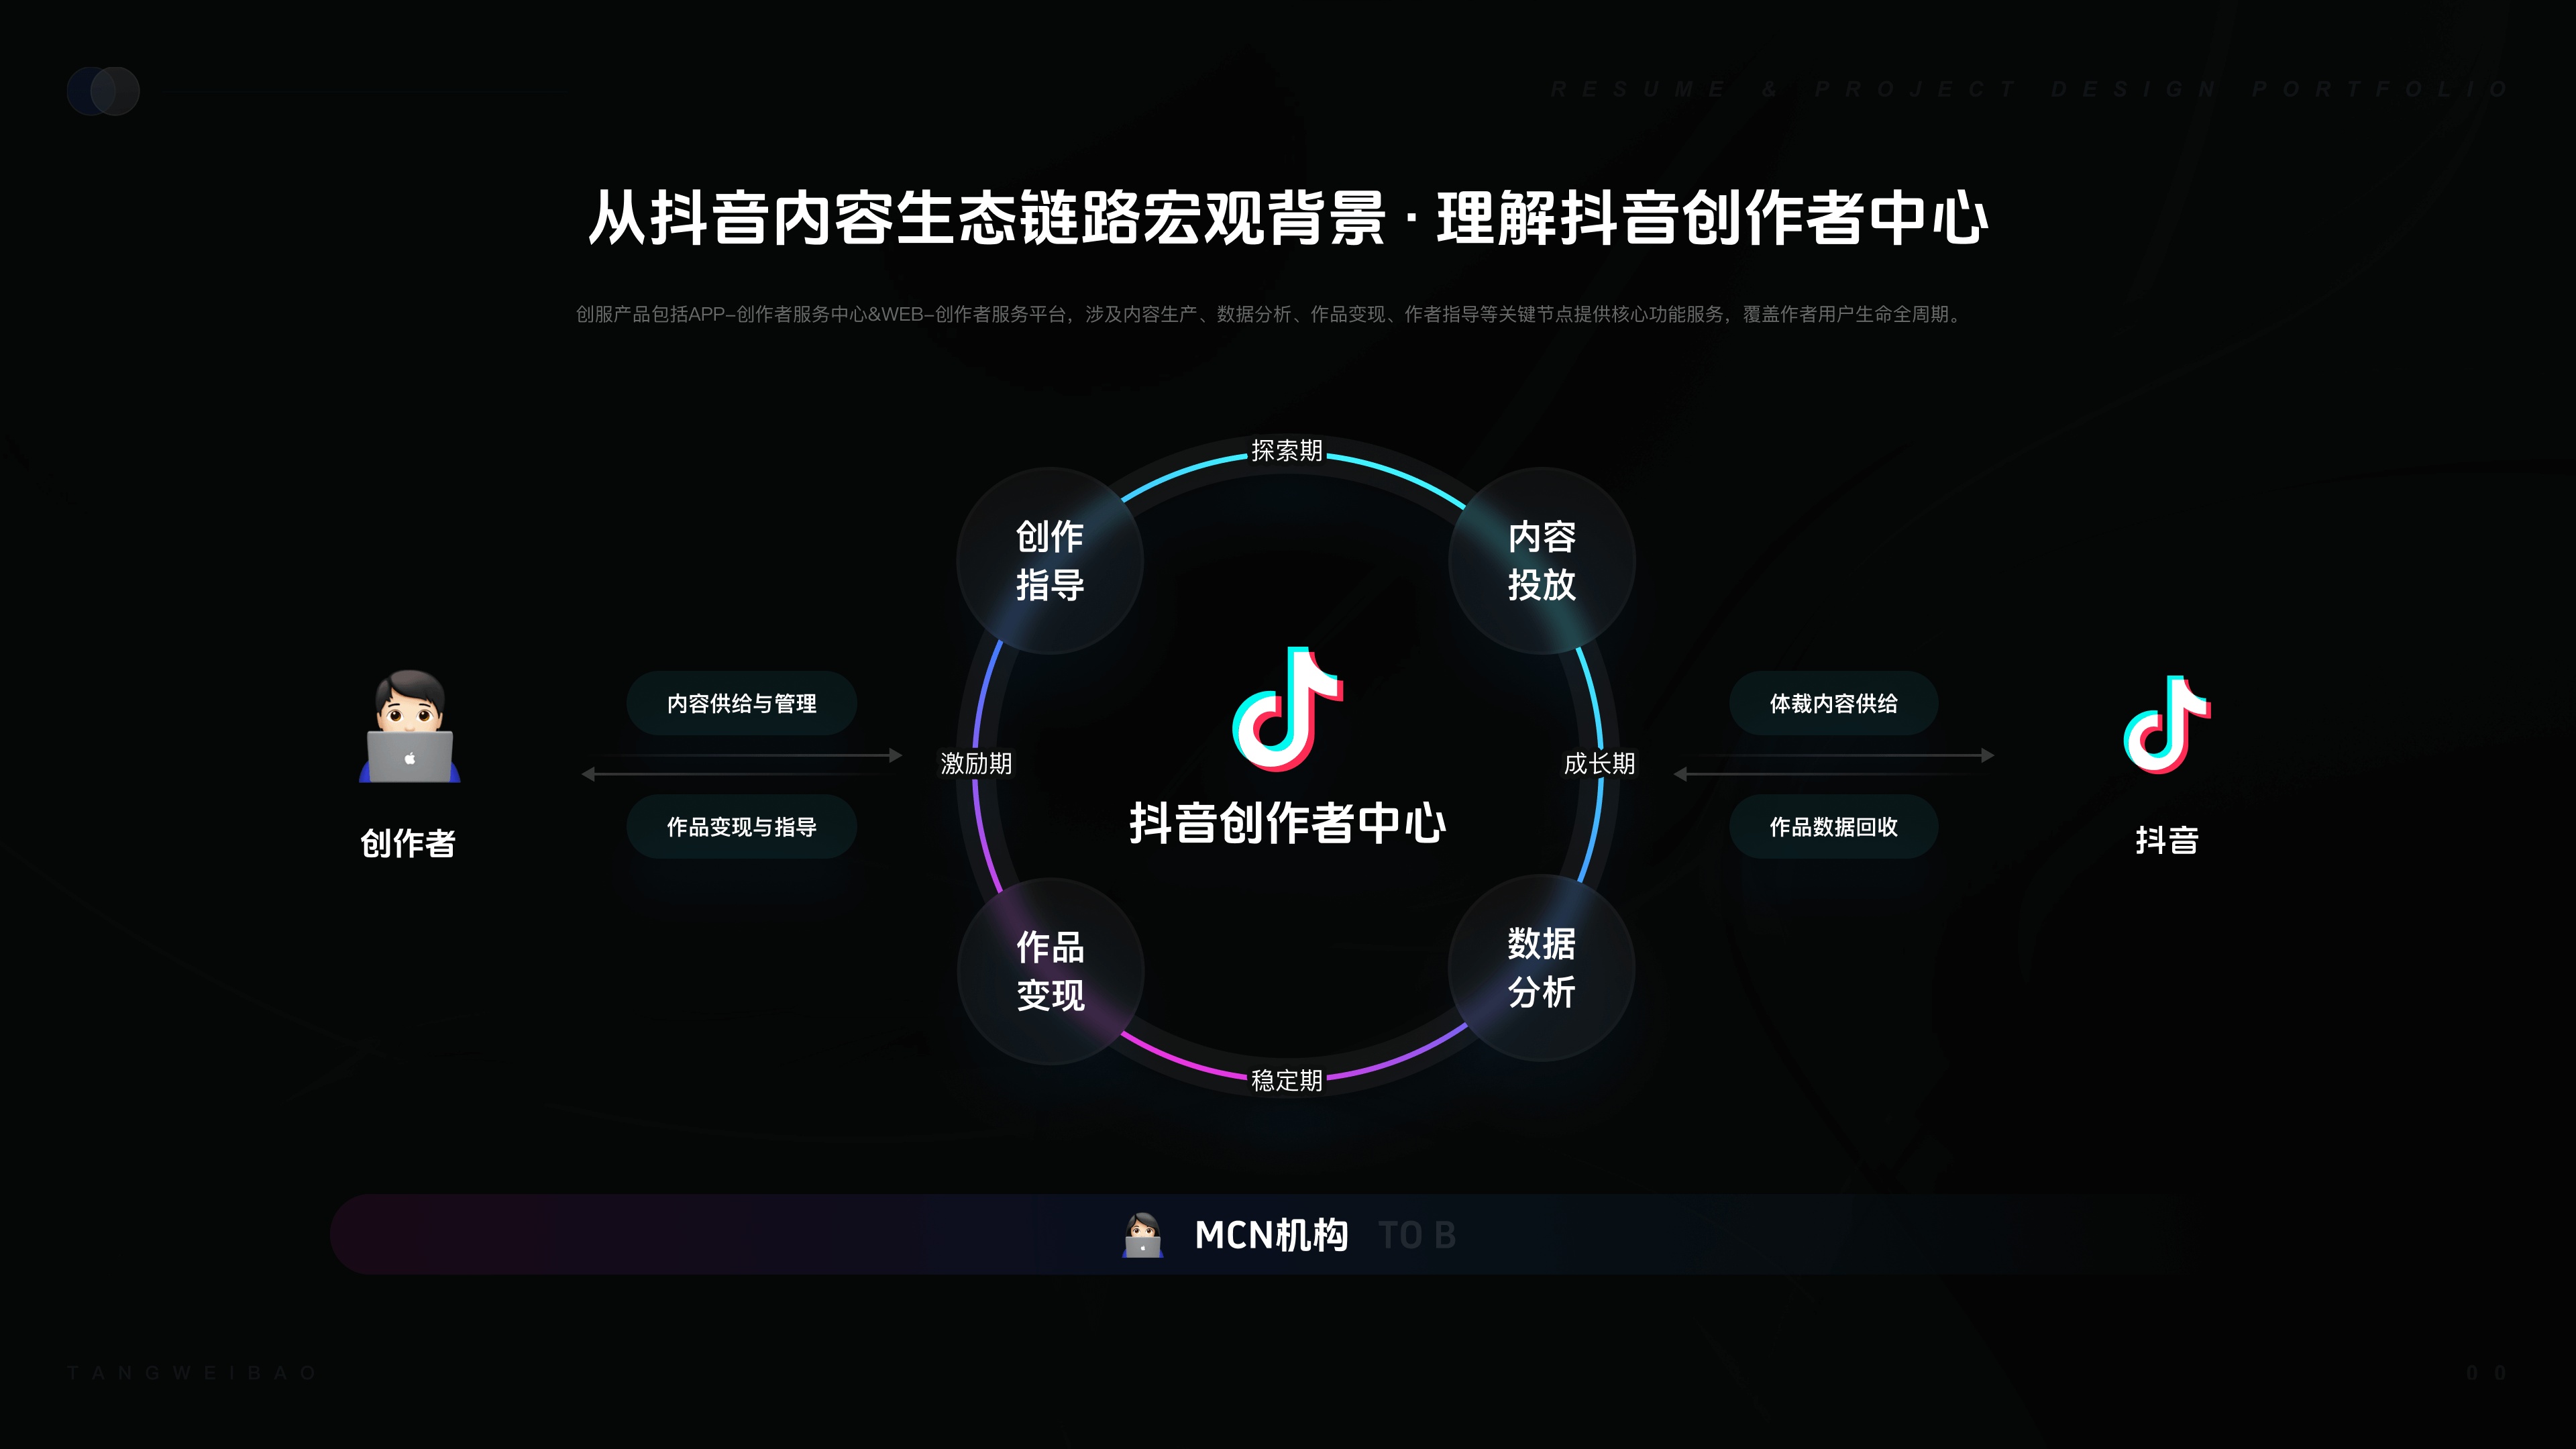 RESUME & PROJECT DESIGN PORTFOLIO
从抖音内容生态链路宏观背景·理解抖音创作者中心
创服产品包括APP-创作者服务中心&WEB-创作者服务平台，涉及内容生产、数据分析、作品变现、作者指导等关键节点提供核心功能服务，覆盖作者用户生命全周期。
探索期
创作
指导
内容
投放
内容供给与管理
作品变现与指导
创作者
激励期
抖音创作者中心
成长期
体裁内容供给
作品数据回收
抖音
作品
变现
数据
分析
稳定期
MCN机构 TO B
TANGWEIBAO
00